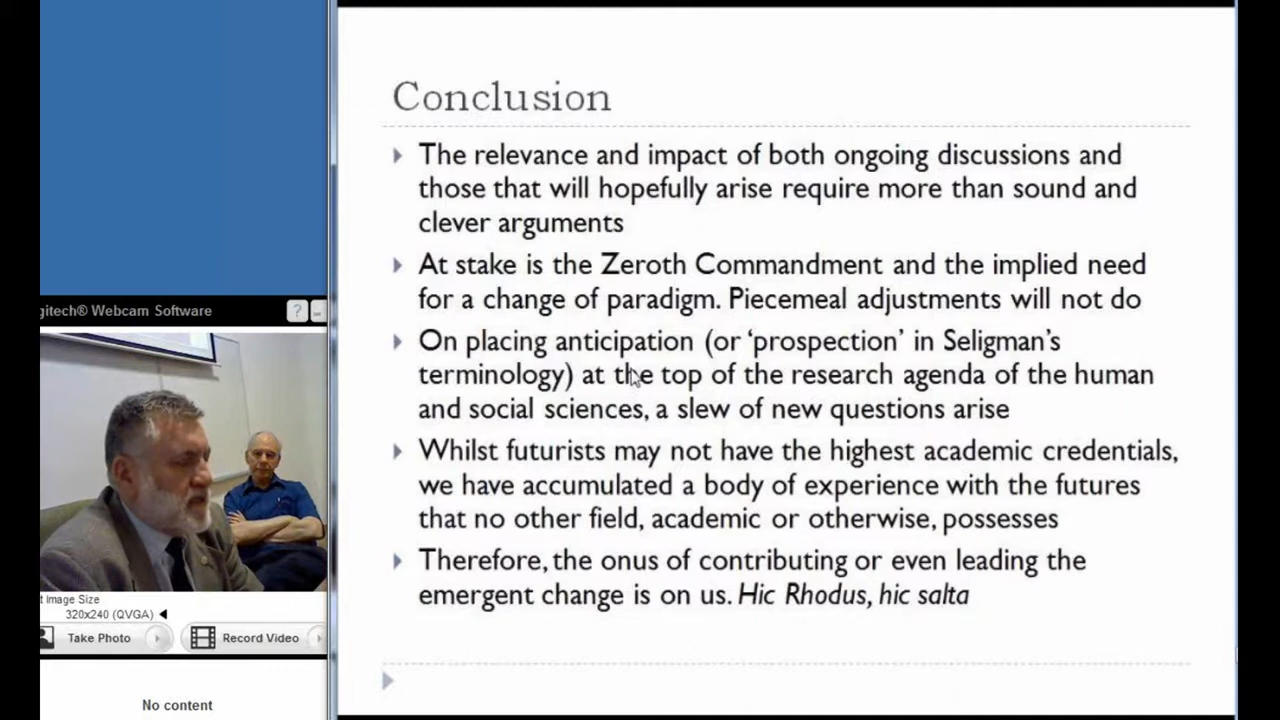 Conclusion
The relevance and impact of both ongoing discussions and
those that will hopefully arise require more than sound and
clever arguments
At stake is the Zeroth Commandment and the implied need
for a change of paradigm. Piecemeal adjustments will not do
On placing anticipation (or ‘prospection’ in Seligman’s
terminology) at the top of the research agenda of the human
and social sciences, a slew of new questions arise
Whilst futurists may not have the highest academic credentials,
we have accumulated a body of experience with the futures
that no other field, academic or otherwise, possesses
Therefore, the onus of contributing or even leading the
emergent change is on us. Hic Rhodus, hic salta
gitech® Webcam Software
?
t Image Size
320x240 (QVGA)
Take Photo
Record Video
No content